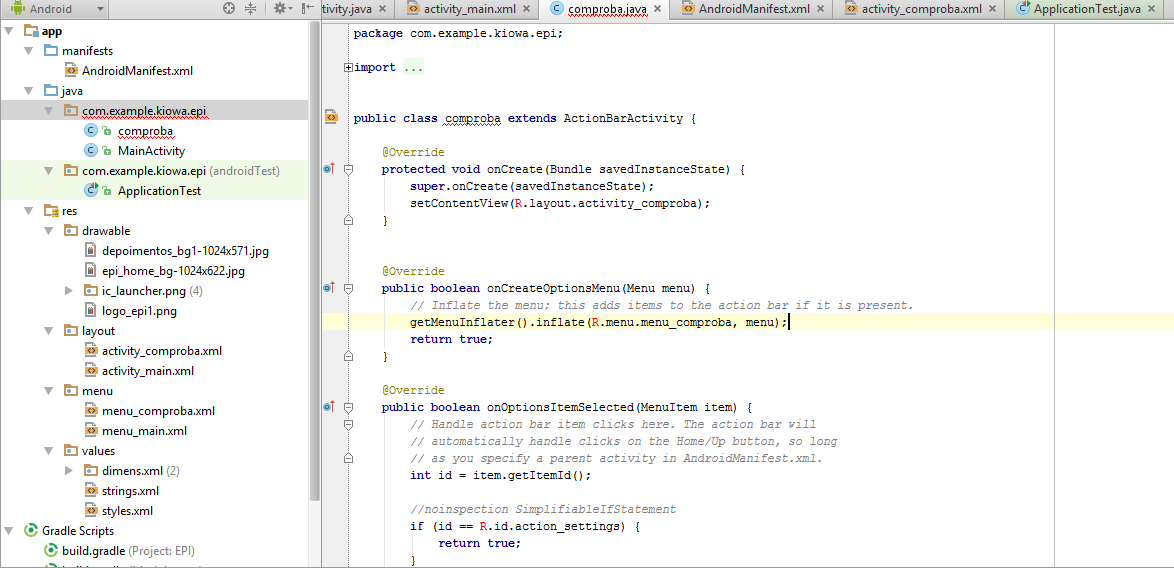 Android
tivity.java
activity_main.xml
comproba.java
AndroidManifest.xml
activity_comproba.xml
ApplicationTest.java
app
manifests
AndroidManifest.xml
java
com.example.kiowa.epi
comproba
MainActivity
com.example.kiowa.epi (androidTest)
ApplicationTest
res
drawable
depoimentos_bg1-1024x571.jpg
epi_home_bg-1024x622.jpg
ic_launcher.png (4)
logo_epi1.png
layout
activity_comproba.xml
activity_main.xml
menu
menu_comproba.xml
menu_main.xml
values
dimens.xml (2)
strings.xml
styles.xml
Gradle Scripts
build.gradle (Project: EPI)
package com.example.kiowa.epi;
import ...
public class comproba extends ActionBarActivity {
@Override
protected void onCreate(Bundle savedInstanceState) {
super.onCreate(savedInstanceState);
setContentView(R.layout.activity_comproba);
}
@Override
public boolean onCreateOptionsMenu(Menu menu) {
// Inflate the menu; this adds items to the action bar if it is present.
getMenuInflater().inflate(R.menu.menu_comproba, menu);
return true;
}
@Override
public boolean onOptionsItemSelected(MenuItem item) {
// Handle action bar item clicks here. The action bar will
// automatically handle clicks on the Home/Up button, so long
// as you specify a parent activity in AndroidManifest.xml.
int id = item.getItemId();
//noinspection SimplifiableIfStatement
if (id == R.id.action_settings) {
return true;
}